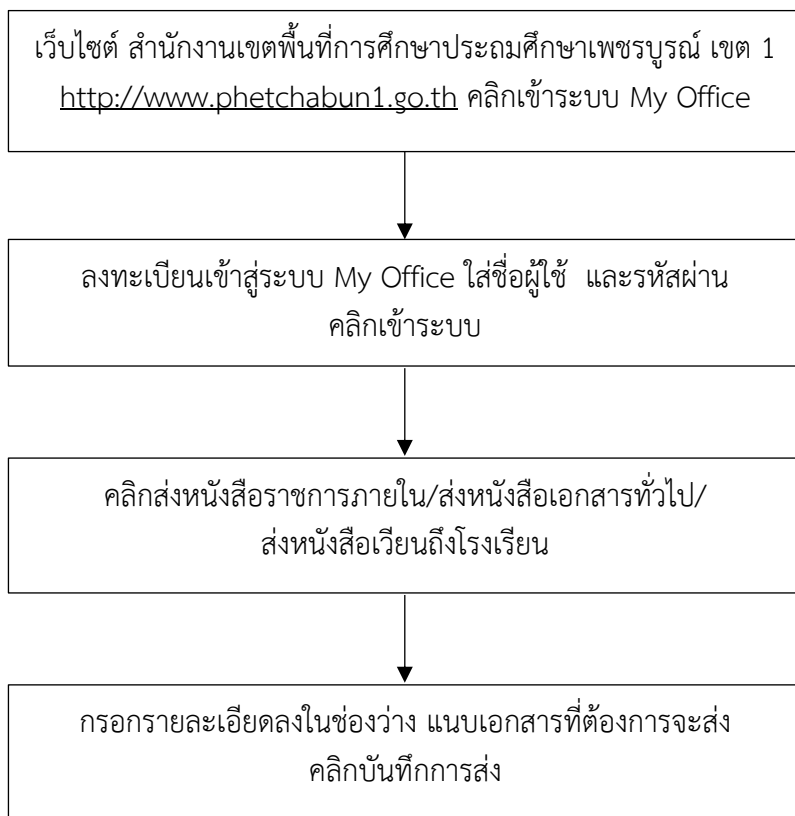 เว็บไซต์ สำนักงานเขตพื้นที่การศึกษาประถมศึกษาเพชรบูรณ์ เขต 1
http://www.phetchabun1.go.th คลิกเข้าระบบ My Office
ลงทะเบียนเข้าสู่ระบบ My Office ใส่ชื่อผู้ใช้ และรหัสผ่าน
คลิกเข้าระบบ
คลิกส่งหนังสือราชการภายใน/ส่งหนังสือเอกสารทั่วไป/
ส่งหนังสือเวียนถึงโรงเรียน
กรอกรายละเอียดลงในช่องว่าง แนบเอกสารที่ต้องการจะส่ง
คลิกบันทึกการส่ง